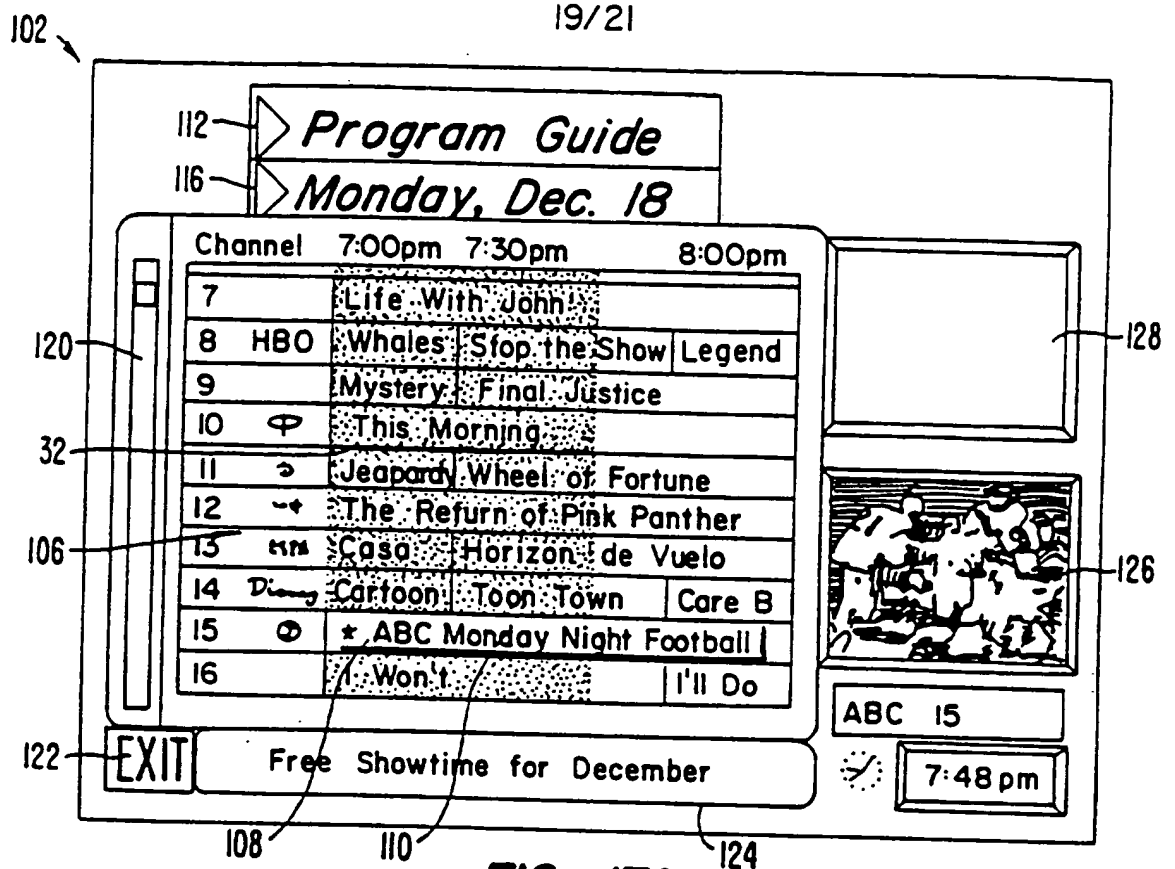 19/21
102
112 Program Guide
116 Monday, Dec. 18
Channel 7:00pm 7:30pm 8:00pm
7 Life With John
8 HBO Whales Stop the Show Legend
120
128
9 Mystery Final Justice
10 This Morning
32
11 Jeapardy Wheel of Fortune
12 The Refurn of Pink Panther
106
13 Casa Horizon de Vuelo
126
14 Disney Cartoon Toon Town Care B
15 * ABC Monday Night Football
16 I Won't I'll Do
ABC 15
122 EXIT Free Showtime for December 7:48 pm
108 110 124